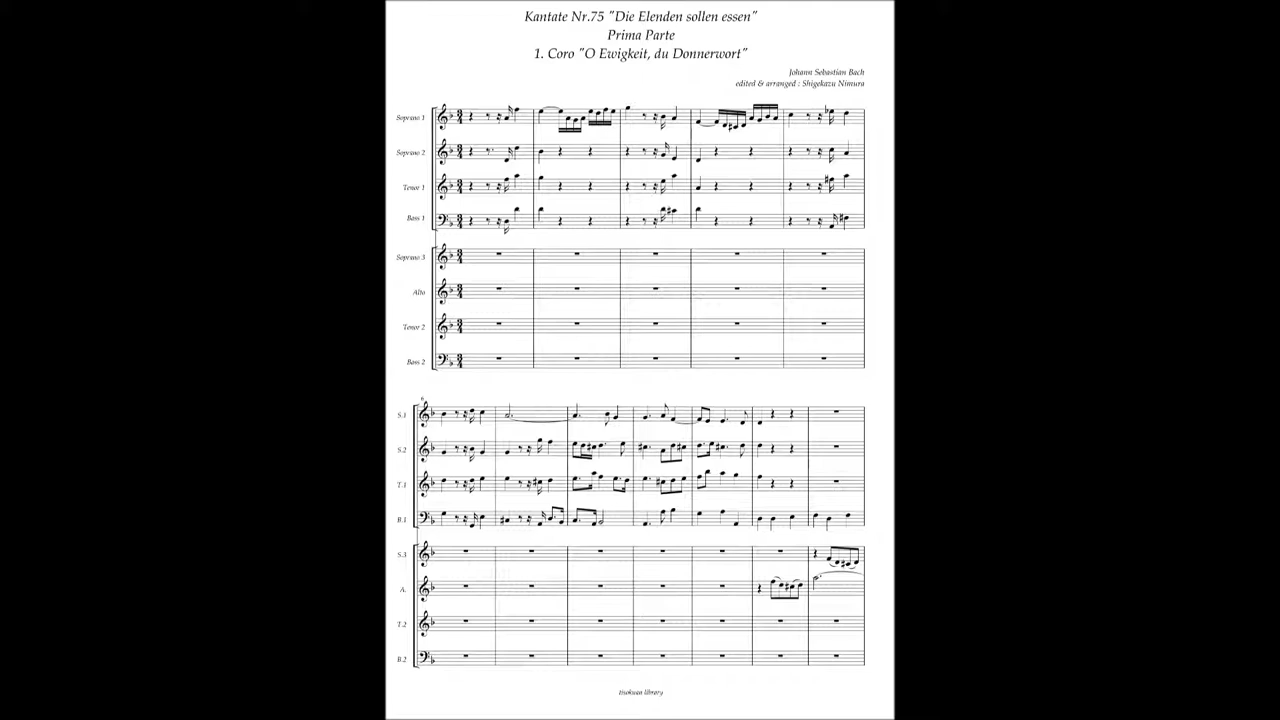 Kantate Nr.75 "Die Elenden sollen essen"
Prima Parte
1. Coro "O Ewigkeit, du Donnerwort"
Johann Sebastian Bach
edited & arranged : Shigekazu Nimura
Soprano 1
Soprano 2
Tenor 1
Bass 1
Soprano 3
Alto
Tenor 2
Bass 2
6
S.1
S.2
T.1
B.1
S.3
A.
T.2
B.2